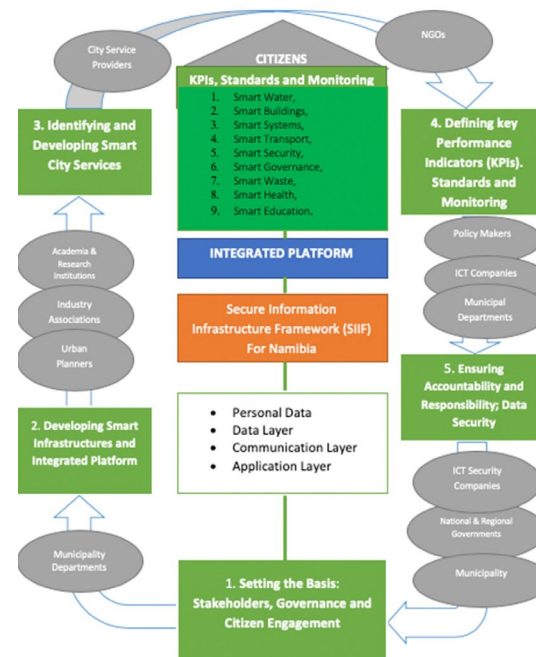 City Service
Providers
NGOs
CITIZENS
KPIs, Standards and Monitoring
1. Smart Water,
2. Smart Buildings,
3. Smart Systems,
4. Smart Transport,
5. Smart Security,
6. Smart Governance,
7. Smart Waste,
8. Smart Health,
9. Smart Education.
3. Identifying and
Developing Smart
City Services
4. Defining key
Performance
Indicators (KPIs).
Standards and
Monitoring
Academia &
Research
Institutions
Industry
Associations
Urban
Planners
INTEGRATED PLATFORM
Policy Makers
ICT Companies
Municipal
Departments
Secure Information
Infrastructure Framework (SIIF)
For Namibia
2. Developing Smart
Infrastructures and
Integrated Platform
• Personal Data
• Data Layer
• Communication Layer
• Application Layer
5. Ensuring
Accountability and
Responsibility; Data
Security
ICT Security
Companies
National & Regional
Governments
Municipality
Municipality
Departments
1. Setting the Basis:
Stakeholders, Governance and
Citizen Engagement